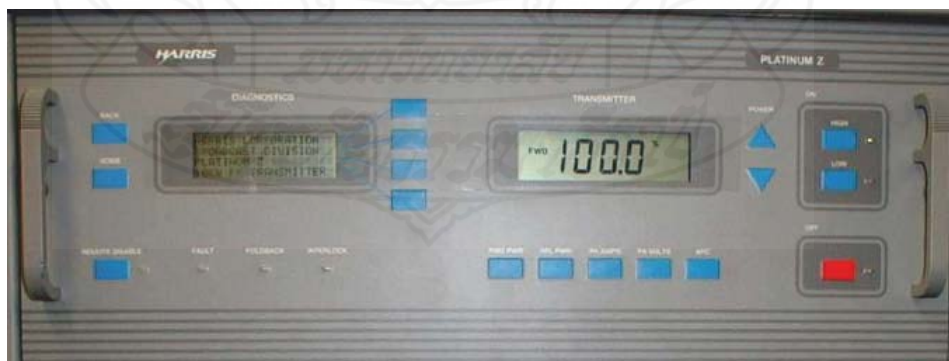 HARRIS
PLATINUM Z
DIAGNOSTICS
TRANSMITTER
BACK
HOME
HARRIS CORPORATION
BROADCAST DIVISION
PLATINUM Z
TRANSMITTER
FWD
100.0
%
POWER
ON
HIGH
LOW
OFF
REMOTE DISABLE
FAULT
FOLDBACK
INTERLOCK
FWD PWR
RFL PWR
PA AMPS
PA VOLTS
APC